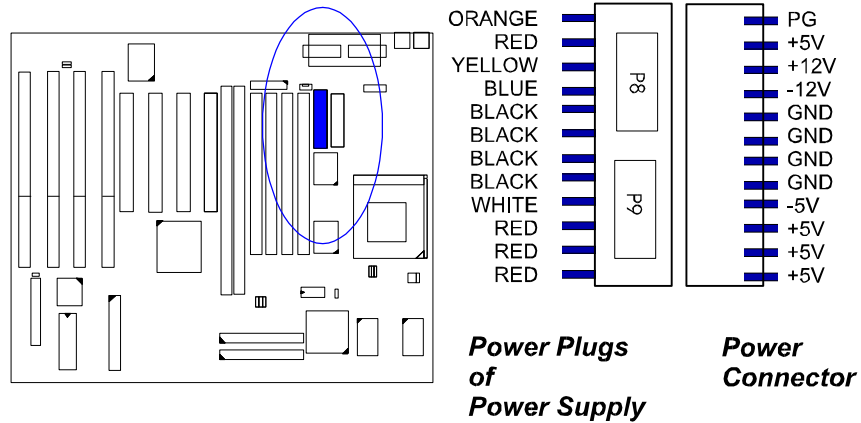 ORANGE
RED
YELLOW
BLUE
BLACK
BLACK
BLACK
BLACK
WHITE
RED
RED
RED
P8
P9
PG
+5V
+12V
-12V
GND
GND
GND
GND
-5V
+5V
+5V
+5V
Power Plugs
of
Power Supply
Power
Connector